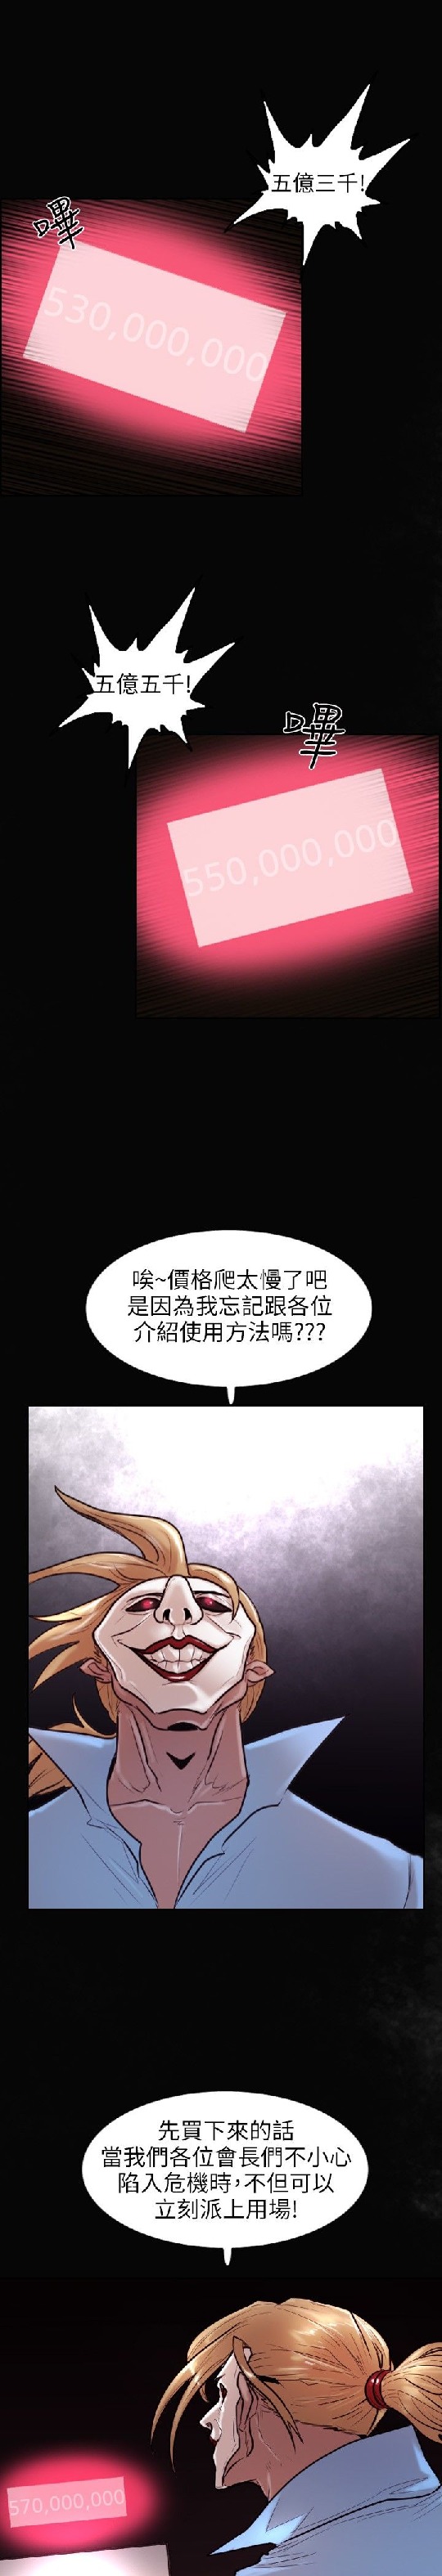 五億三千!
嗶
530,000,000
五億五千!
嗶
550,000,000
唉~價格爬太慢了吧
是因為我忘記跟各位
介紹使用方法嗎???
先買下來的話
當我們各位會長們不小心
陷入危機時,不但可以
立刻派上用場!
570,000,000